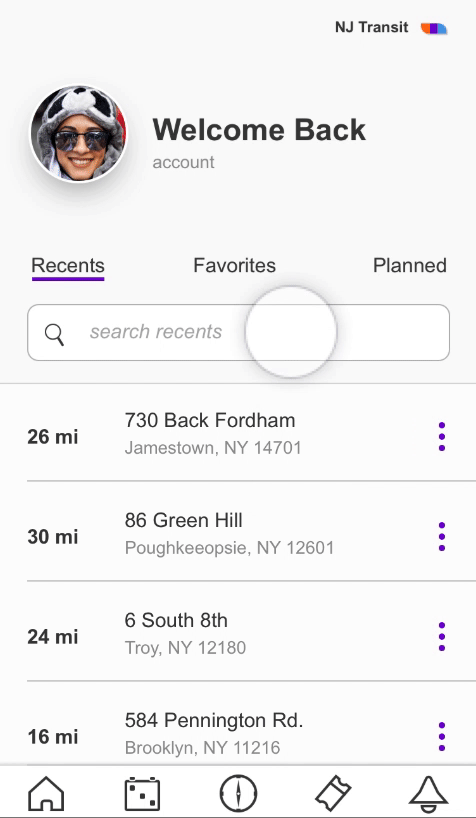 NJ Transit
Welcome Back
account
Recents Favorites Planned
search recents
26 mi
730 Back Fordham
Jamestown, NY 14701
30 mi
86 Green Hill
Poughkeeopsie, NY 12601
24 mi
6 South 8th
Troy, NY 12180
16 mi
584 Pennington Rd.
Brooklyn, NY 11216